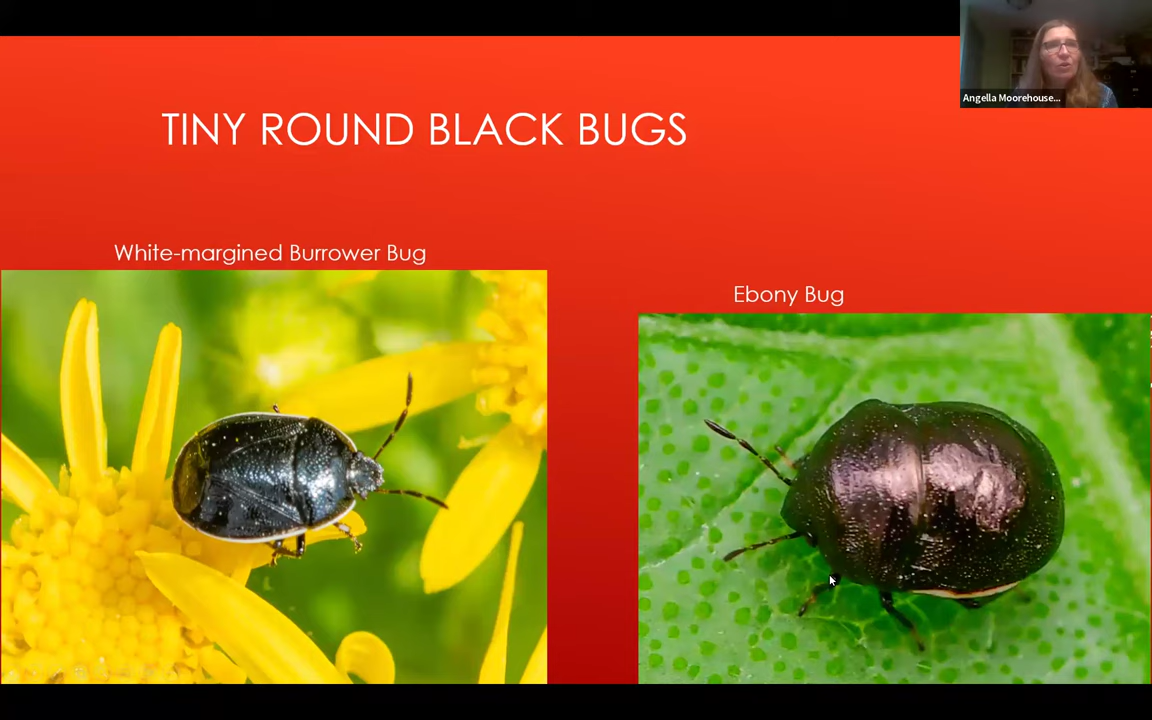 Angella Moorehouse...
TINY ROUND BLACK BUGS
White-margined Burrower Bug
Ebony Bug